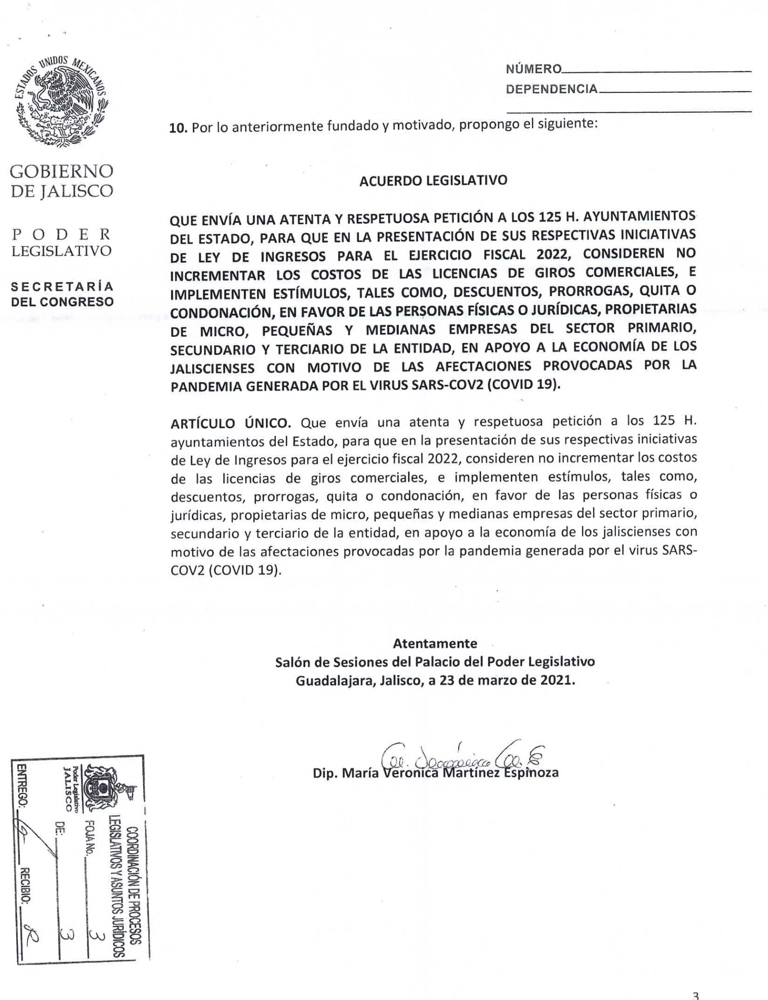 ESTADOS UNIDOS MEXICANOS
GOBIERNO
DE JALISCO
PODER
LEGISLATIVO
SECRETARÍA
DEL CONGRESO
NÚMERO
DEPENDENCIA
10. Por lo anteriormente fundado y motivado, propongo el siguiente:
ACUERDO LEGISLATIVO
QUE ENVÍA UNA ATENTA Y RESPETUOSA PETICIÓN A LOS 125 H. AYUNTAMIENTOS
DEL ESTADO, PARA QUE EN LA PRESENTACIÓN DE SUS RESPECTIVAS INICIATIVAS
DE LEY DE INGRESOS PARA EL EJERCICIO FISCAL 2022, CONSIDEREN NO
INCREMENTAR LOS COSTOS DE LAS LICENCIAS DE GIROS COMERCIALES, E
IMPLEMENTEN ESTÍMULOS, TALES COMO, DESCUENTOS, PRORROGAS, QUITA O
CONDONACIÓN, EN FAVOR DE LAS PERSONAS FÍSICAS O JURÍDICAS, PROPIETARIAS
DE MICRO, PEQUEÑAS Y MEDIANAS EMPRESAS DEL SECTOR PRIMARIO,
SECUNDARIO Y TERCIARIO DE LA ENTIDAD, EN APOYO A LA ECONOMÍA DE LOS
JALISCIENSES CON MOTIVO DE LAS AFECTACIONES PROVOCADAS POR LA
PANDEMIA GENERADA POR EL VIRUS SARS-COV2 (COVID 19).
ARTÍCULO ÚNICO. Que envía una atenta y respetuosa petición a los 125 H.
ayuntamientos del Estado, para que en la presentación de sus respectivas iniciativas
de Ley de Ingresos para el ejercicio fiscal 2022, consideren no incrementar los costos
de las licencias de giros comerciales, e implementen estímulos, tales como,
descuentos, prorrogas, quita o condonación, en favor de las personas físicas o
jurídicas, propietarias de micro, pequeñas y medianas empresas del sector primario,
secundario y terciario de la entidad, en apoyo a la economía de los jaliscienses con
motivo de las afectaciones provocadas por la pandemia generada por el virus SARS-
COV2 (COVID 19).
Atentamente
Salón de Sesiones del Palacio del Poder Legislativo
Guadalajara, Jalisco, a 23 de marzo de 2021.
Dip. María Veronica Martínez Espinoza
COORDINACIÓN DE PROCESOS
LEGISLATIVOS Y ASUNTOS JURÍDICOS
Poder Legislativo
JALISCO
FOJA No. 3
DE: 3
ENTREGO: RECIBIO: R
3